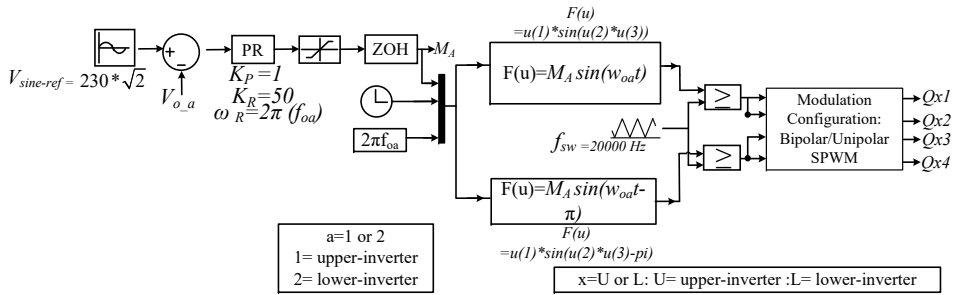 V_sine-ref = 230*√2
+
−
V_o_a
PR
K_P =1
K_R=50
ω_R=2π (f_oa)
ZOH
M_A
2πf_oa
F(u)
=u(1)*sin(u(2)*u(3))
F(u)=M_A sin(w_oa t)
F(u)=M_A sin(w_oa t-
π)
F(u)
=u(1)*sin(u(2)*u(3)-pi)
f_sw =20000 Hz
≥
≥
Modulation
Configuration:
Bipolar/Unipolar
SPWM
Qx1
Qx2
Qx3
Qx4
a=1 or 2
1= upper-inverter
2= lower-inverter
x=U or L: U= upper-inverter :L= lower-inverter